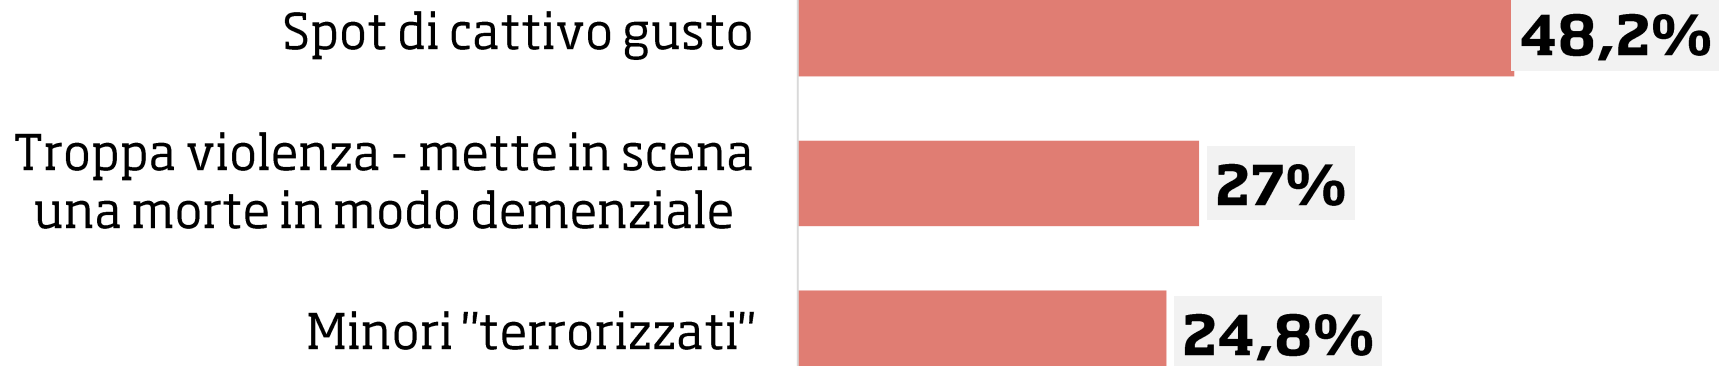 Spot di cattivo gusto 48,2%
Troppa violenza - mette in scena
una morte in modo demenziale 27%
Minori "terrorizzati" 24,8%